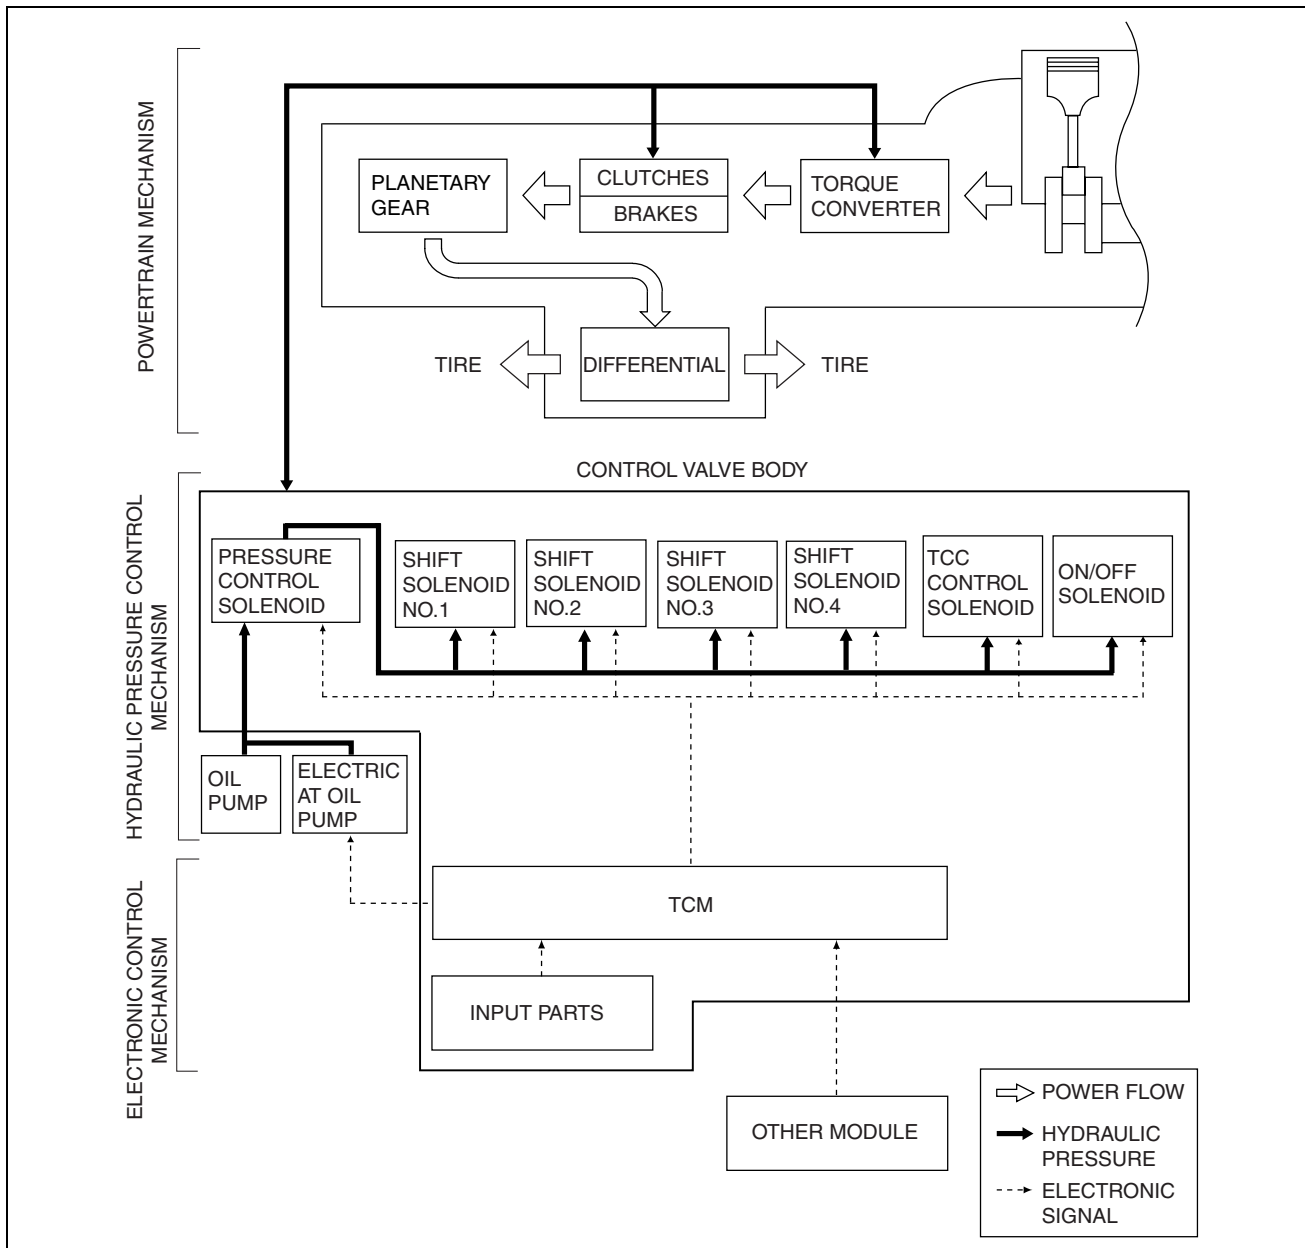 POWERTRAIN MECHANISM
PLANETARY
GEAR
CLUTCHES
BRAKES
TORQUE
CONVERTER
TIRE
DIFFERENTIAL
TIRE
HYDRAULIC PRESSURE CONTROL
MECHANISM
CONTROL VALVE BODY
PRESSURE
CONTROL
SOLENOID
SHIFT
SOLENOID
NO.1
SHIFT
SOLENOID
NO.2
SHIFT
SOLENOID
NO.3
SHIFT
SOLENOID
NO.4
TCC
CONTROL
SOLENOID
ON/OFF
SOLENOID
OIL
PUMP
ELECTRIC
AT OIL
PUMP
ELECTRONIC CONTROL
MECHANISM
TCM
INPUT PARTS
OTHER MODULE
POWER FLOW
HYDRAULIC
PRESSURE
ELECTRONIC
SIGNAL